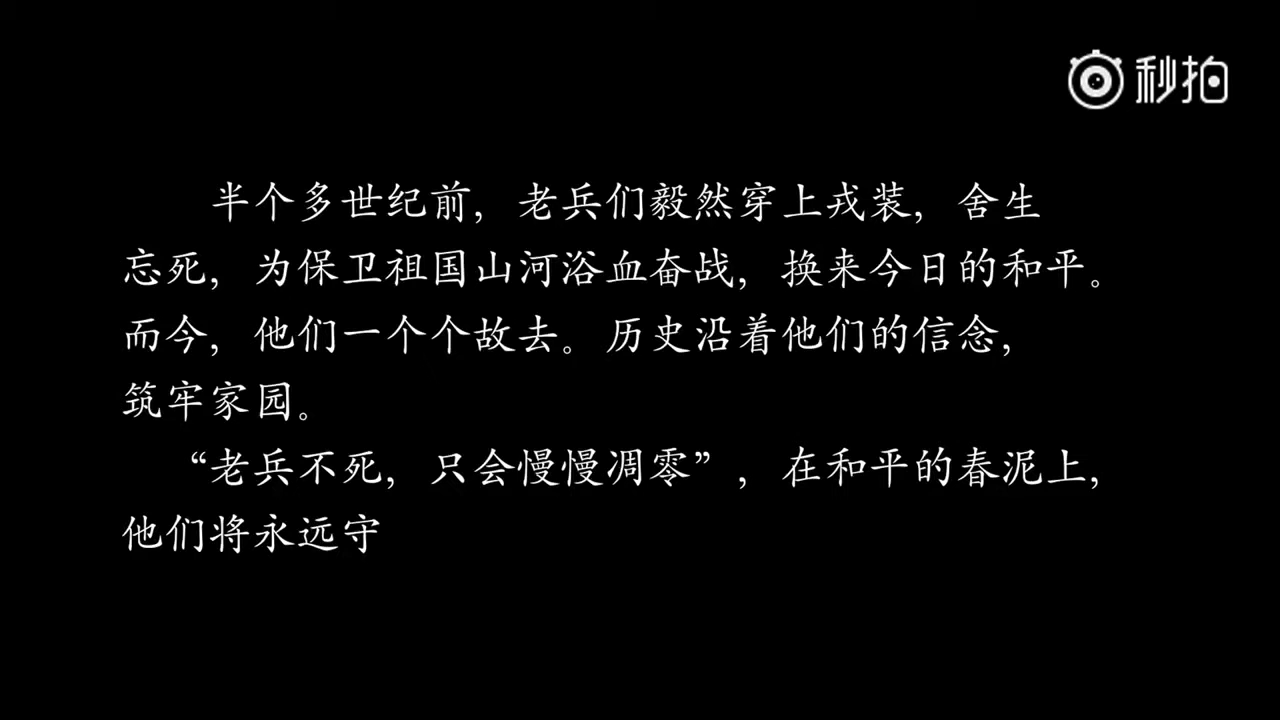 秒拍
半个多世纪前，老兵们毅然穿上戎装，舍生
忘死，为保卫祖国山河浴血奋战，换来今日的和平。
而今，他们一个个故去。历史沿着他们的信念，
筑牢家园。
“老兵不死，只会慢慢凋零”，在和平的春泥上，
他们将永远守